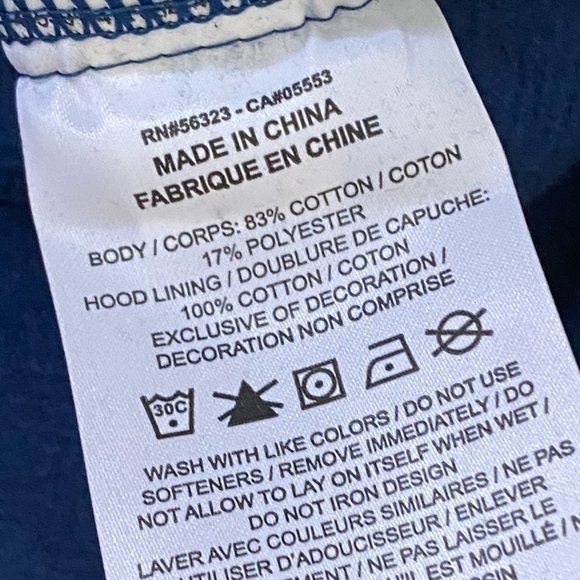 RN#56323 - CA#05553
MADE IN CHINA
FABRIQUE EN CHINE
BODY / CORPS: 83% COTTON / COTON
17% POLYESTER
HOOD LINING / DOUBLURE DE CAPUCHE:
100% COTTON / COTON
EXCLUSIVE OF DECORATION /
DECORATION NON COMPRISE
30C
WASH WITH LIKE COLORS / DO NOT USE
SOFTENERS / REMOVE IMMEDIATELY / DO
NOT ALLOW TO LAY ON ITSELF WHEN WET /
DO NOT IRON DESIGN
LAVER AVEC COULEURS SIMILAIRES / NE PAS
UTILISER D'ADOUCISSEUR / ENLEVER
/ NE PAS LAISSER LE
EST MOUILLÉ /